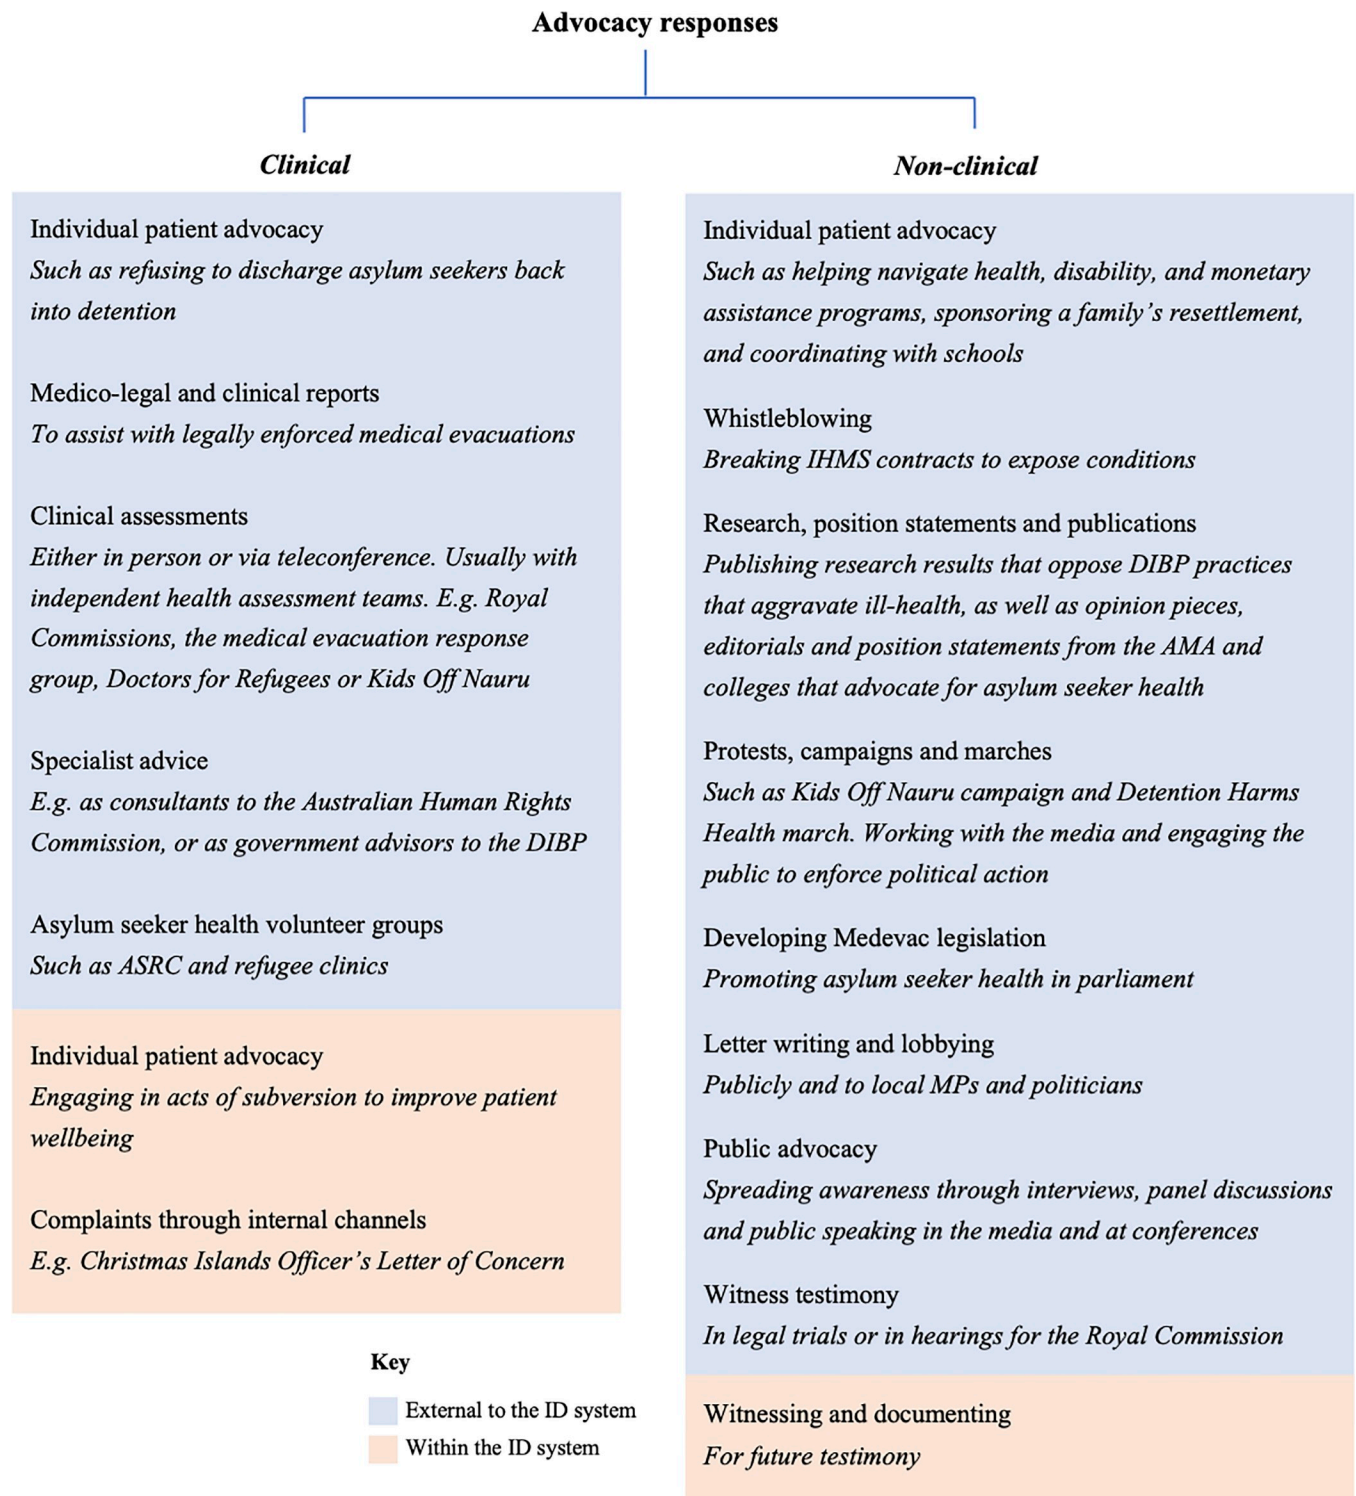 Advocacy responses
Clinical
Individual patient advocacy
Such as refusing to discharge asylum seekers back
into detention
Medico-legal and clinical reports
To assist with legally enforced medical evacuations
Clinical assessments
Either in person or via teleconference. Usually with
independent health assessment teams. E.g. Royal
Commissions, the medical evacuation response
group, Doctors for Refugees or Kids Off Nauru
Specialist advice
E.g. as consultants to the Australian Human Rights
Commission, or as government advisors to the DIBP
Asylum seeker health volunteer groups
Such as ASRC and refugee clinics
Individual patient advocacy
Engaging in acts of subversion to improve patient
wellbeing
Complaints through internal channels
E.g. Christmas Islands Officer's Letter of Concern
Non-clinical
Individual patient advocacy
Such as helping navigate health, disability, and monetary
assistance programs, sponsoring a family's resettlement,
and coordinating with schools
Whistleblowing
Breaking IHMS contracts to expose conditions
Research, position statements and publications
Publishing research results that oppose DIBP practices
that aggravate ill-health, as well as opinion pieces,
editorials and position statements from the AMA and
colleges that advocate for asylum seeker health
Protests, campaigns and marches
Such as Kids Off Nauru campaign and Detention Harms
Health march. Working with the media and engaging the
public to enforce political action
Developing Medevac legislation
Promoting asylum seeker health in parliament
Letter writing and lobbying
Publicly and to local MPs and politicians
Public advocacy
Spreading awareness through interviews, panel discussions
and public speaking in the media and at conferences
Witness testimony
In legal trials or in hearings for the Royal Commission
Witnessing and documenting
For future testimony
Key
External to the ID system
Within the ID system